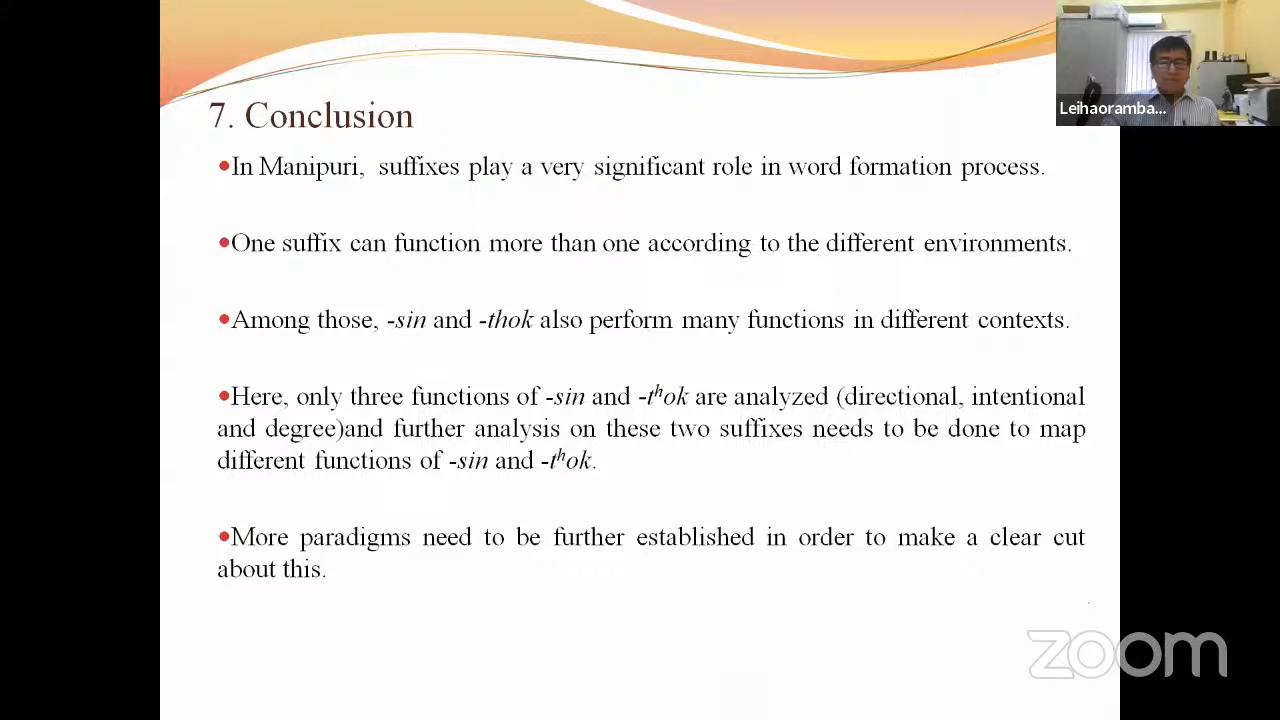 7. Conclusion
•In Manipuri, suffixes play a very significant role in word formation process.
•One suffix can function more than one according to the different environments.
•Among those, -sin and -thok also perform many functions in different contexts.
•Here, only three functions of -sin and -tʰok are analyzed (directional, intentional
and degree)and further analysis on these two suffixes needs to be done to map
different functions of -sin and -tʰok.
•More paradigms need to be further established in order to make a clear cut
about this.
Leihaoramba...
zoom